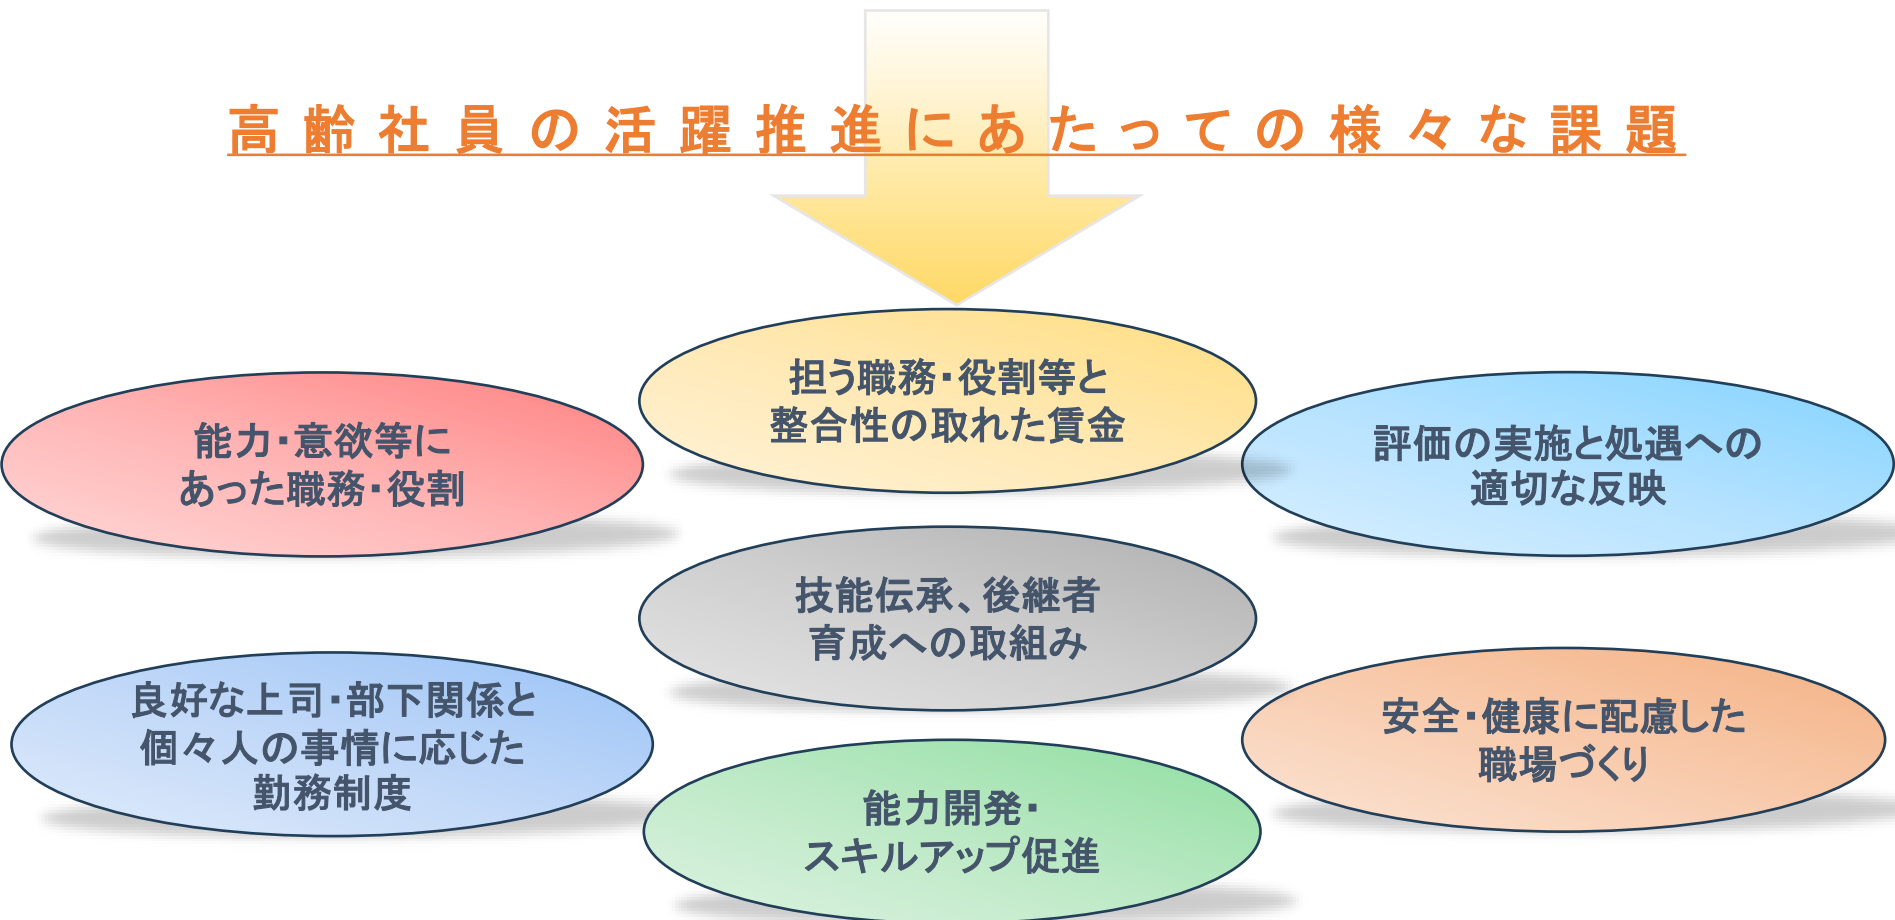 高齢社員の活躍推進にあたっての様々な課題
担う職務・役割等と
整合性の取れた賃金
能力・意欲等に
あった職務・役割
評価の実施と処遇への
適切な反映
技能伝承、後継者
育成への取組み
良好な上司・部下関係と
個々人の事情に応じた
勤務制度
安全・健康に配慮した
職場づくり
能力開発・
スキルアップ促進